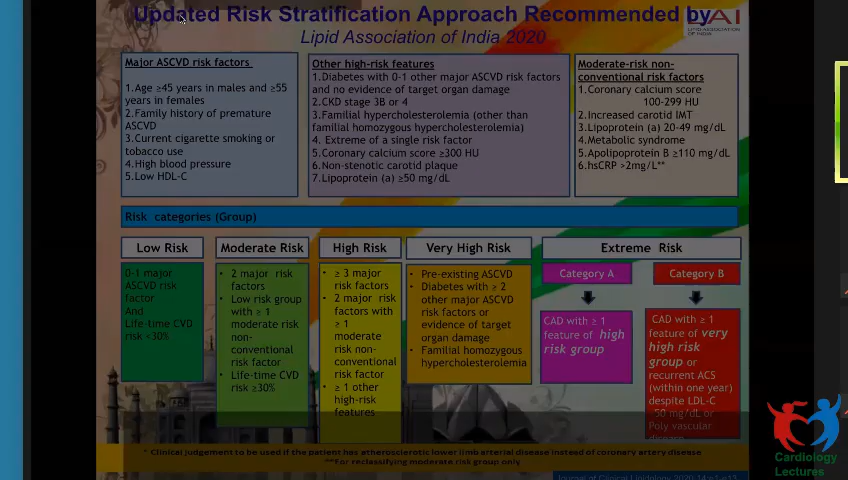 Updated Risk Stratification Approach Recommended by
LAI
LIPID ASSOCIATION
OF INDIA
Lipid Association of India 2020
Major ASCVD risk factors
1.Age ≥45 years in males and ≥55
years in females
2.Family history of premature
ASCVD
3.Current cigarette smoking or
tobacco use
4.High blood pressure
5.Low HDL-C
Other high-risk features
1.Diabetes with 0-1 other major ASCVD risk factors
and no evidence of target organ damage
2.CKD stage 3B or 4
3.Familial hypercholesterolemia (other than
familial homozygous hypercholesterolemia)
4. Extreme of a single risk factor
5.Coronary calcium score ≥300 HU
6.Non-stenotic carotid plaque
7.Lipoprotein (a) ≥50 mg/dL
Moderate-risk non-
conventional risk factors
1.Coronary calcium score
100-299 HU
2.Increased carotid IMT
3.Lipoprotein (a) 20-49 mg/dL
4.Metabolic syndrome
5.Apolipoprotein B ≥110 mg/dL
6.hsCRP >2mg/L**
Risk categories (Group)
Low Risk
0-1 major
ASCVD risk
factor
And
Life-time CVD
risk <30%
Moderate Risk
• 2 major risk
factors
• Low risk group
with ≥ 1
moderate risk
non-
conventional
risk factor
• Life-time CVD
risk ≥30%
High Risk
• ≥ 3 major
risk factors
• 2 major risk
factors with
≥ 1
moderate
risk non-
conventional
risk factor
• ≥ 1 other
high-risk
features
Very High Risk
• Pre-existing ASCVD
• Diabetes with ≥ 2
other major ASCVD
risk factors or
evidence of target
organ damage
• Familial homozygous
hypercholesterolemia
Extreme Risk
Category A
CAD with ≥ 1
feature of high
risk group
Category B
CAD with ≥ 1
feature of very
high risk
group or
recurrent ACS
(within one year)
despite LDL-C
50 mg/dL or
Poly vascular
disease
* Clinical judgement to be used if the patient has atherosclerotic lower limb arterial disease instead of coronary artery disease
**For reclassifying moderate risk group only
Journal of Clinical Lipidology 2020
Cardiology
Lectures